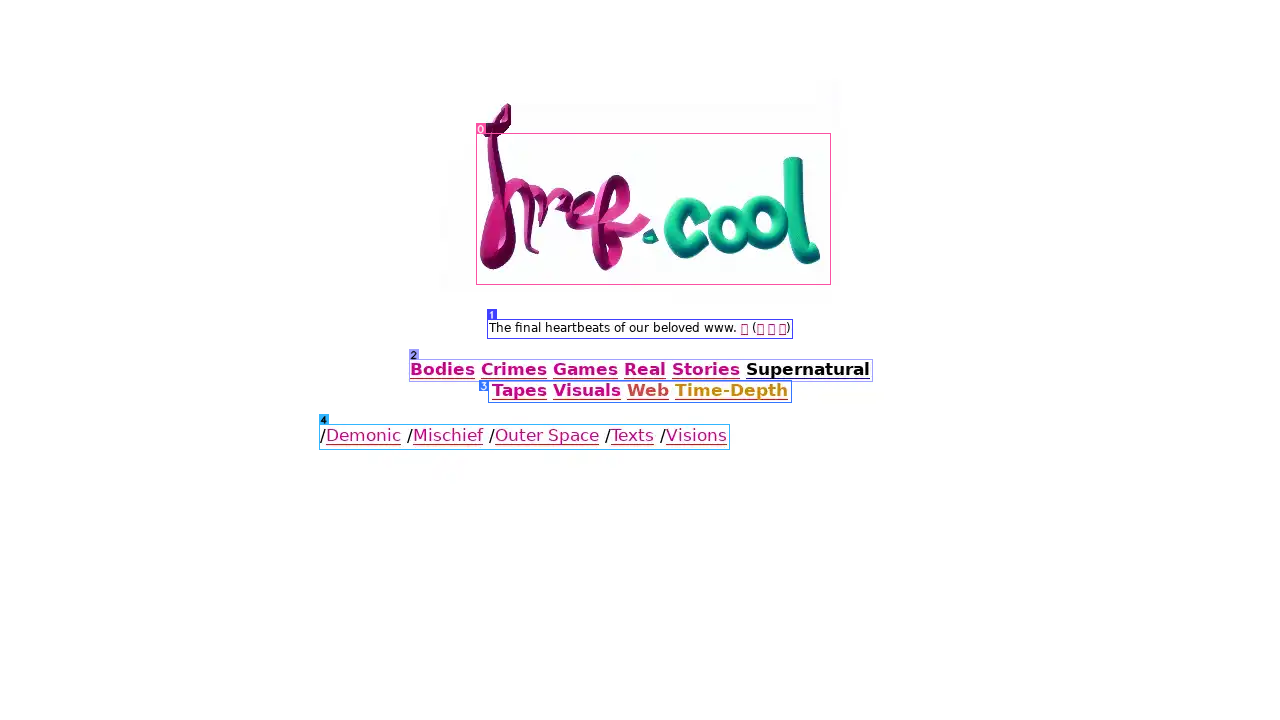 href.cool
The final heartbeats of our beloved www. ( )
Bodies Crimes Games Real Stories Supernatural
Tapes Visuals Web Time-Depth
/Demonic /Mischief /Outer Space /Texts /Visions